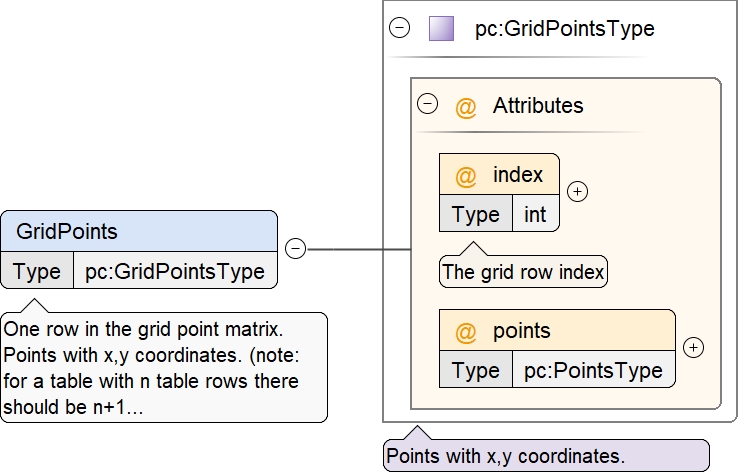 pc:GridPointsType
@ Attributes
@ index
Type int
The grid row index
GridPoints
Type pc:GridPointsType
One row in the grid point matrix.
Points with x,y coordinates. (note:
for a table with n table rows there
should be n+1...
@ points
Type pc:PointsType
Points with x,y coordinates.